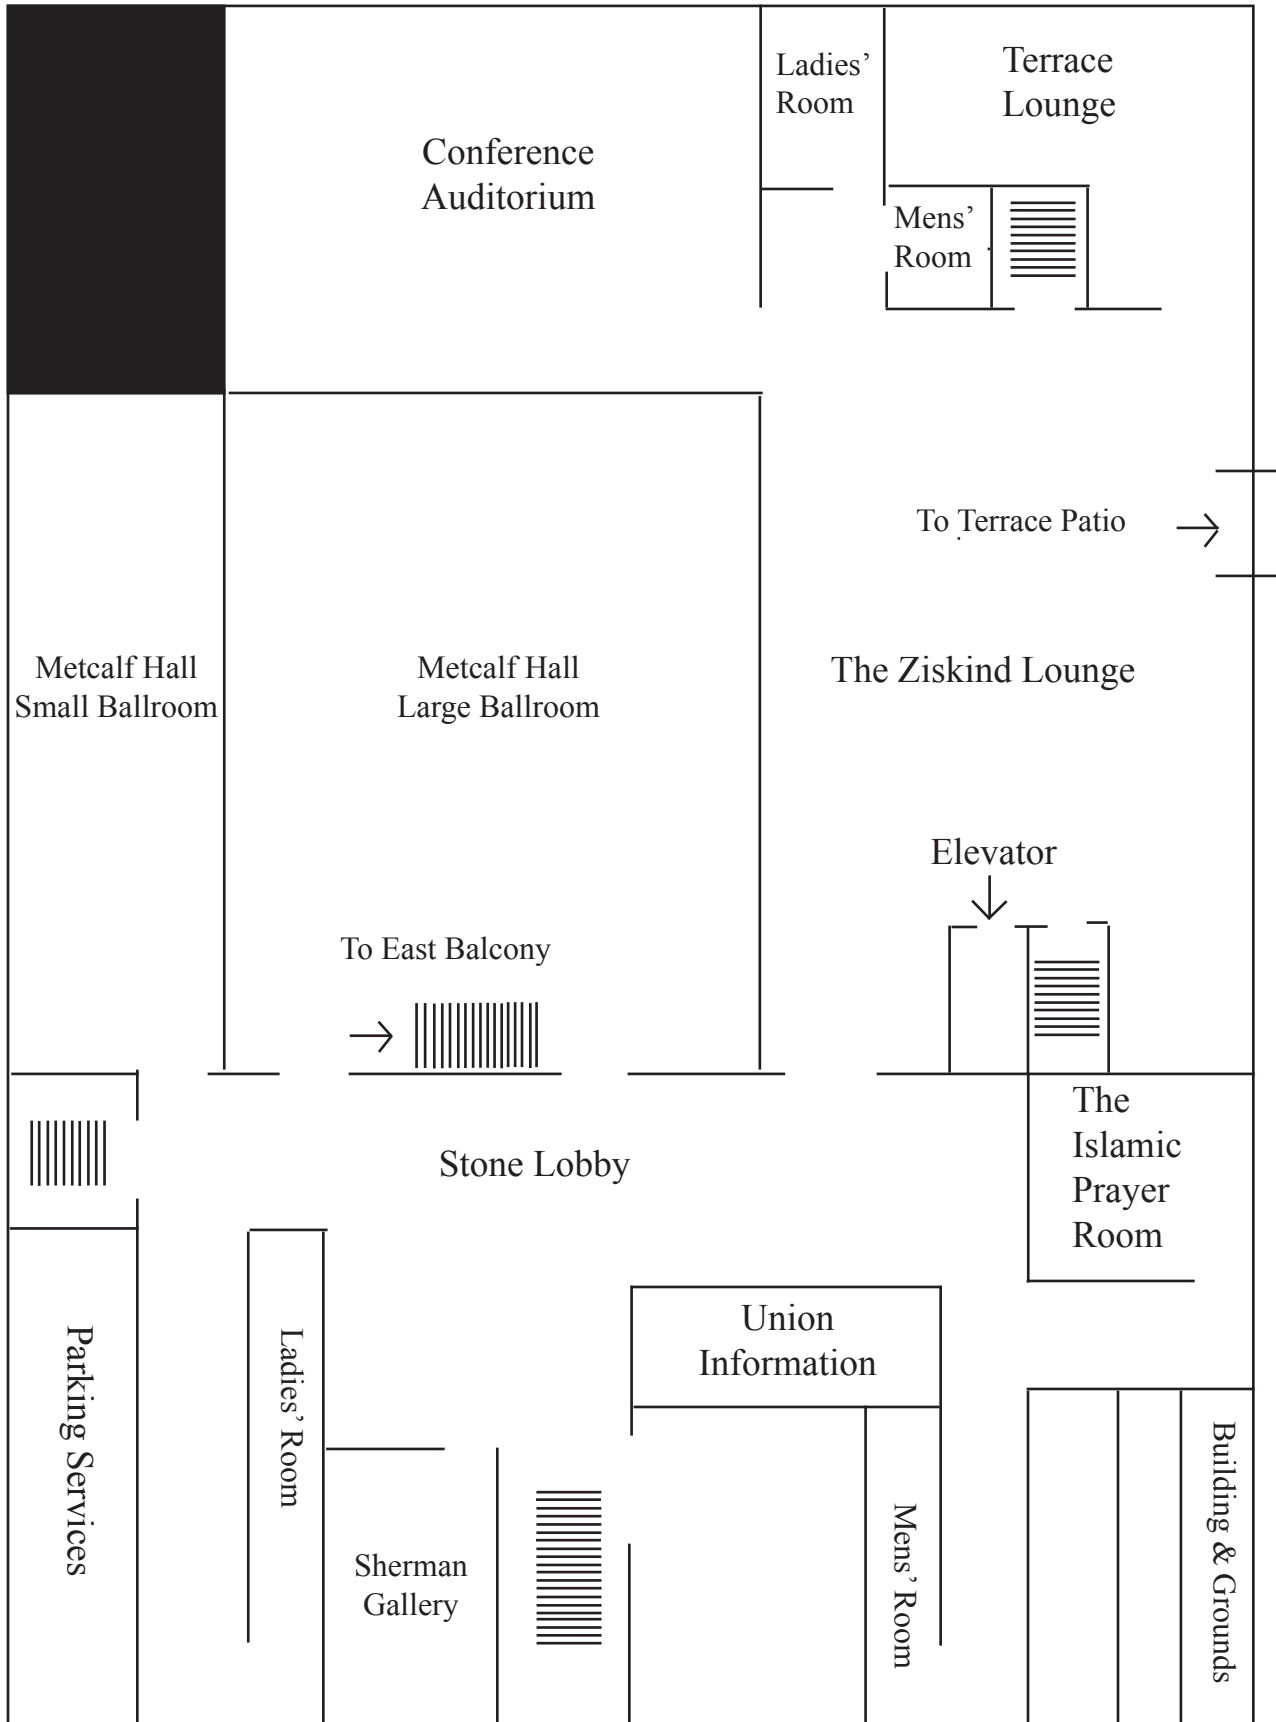 Ladies’
Room
Terrace
Lounge
Conference
Auditorium
Mens’
Room
To Terrace Patio
Metcalf Hall
Small Ballroom
Metcalf Hall
Large Ballroom
The Ziskind Lounge
Elevator
To East Balcony
The
Islamic
Prayer
Room
Stone Lobby
Union
Information
Parking Services
Ladies’ Room
Sherman
Gallery
Mens’ Room
Building & Grounds